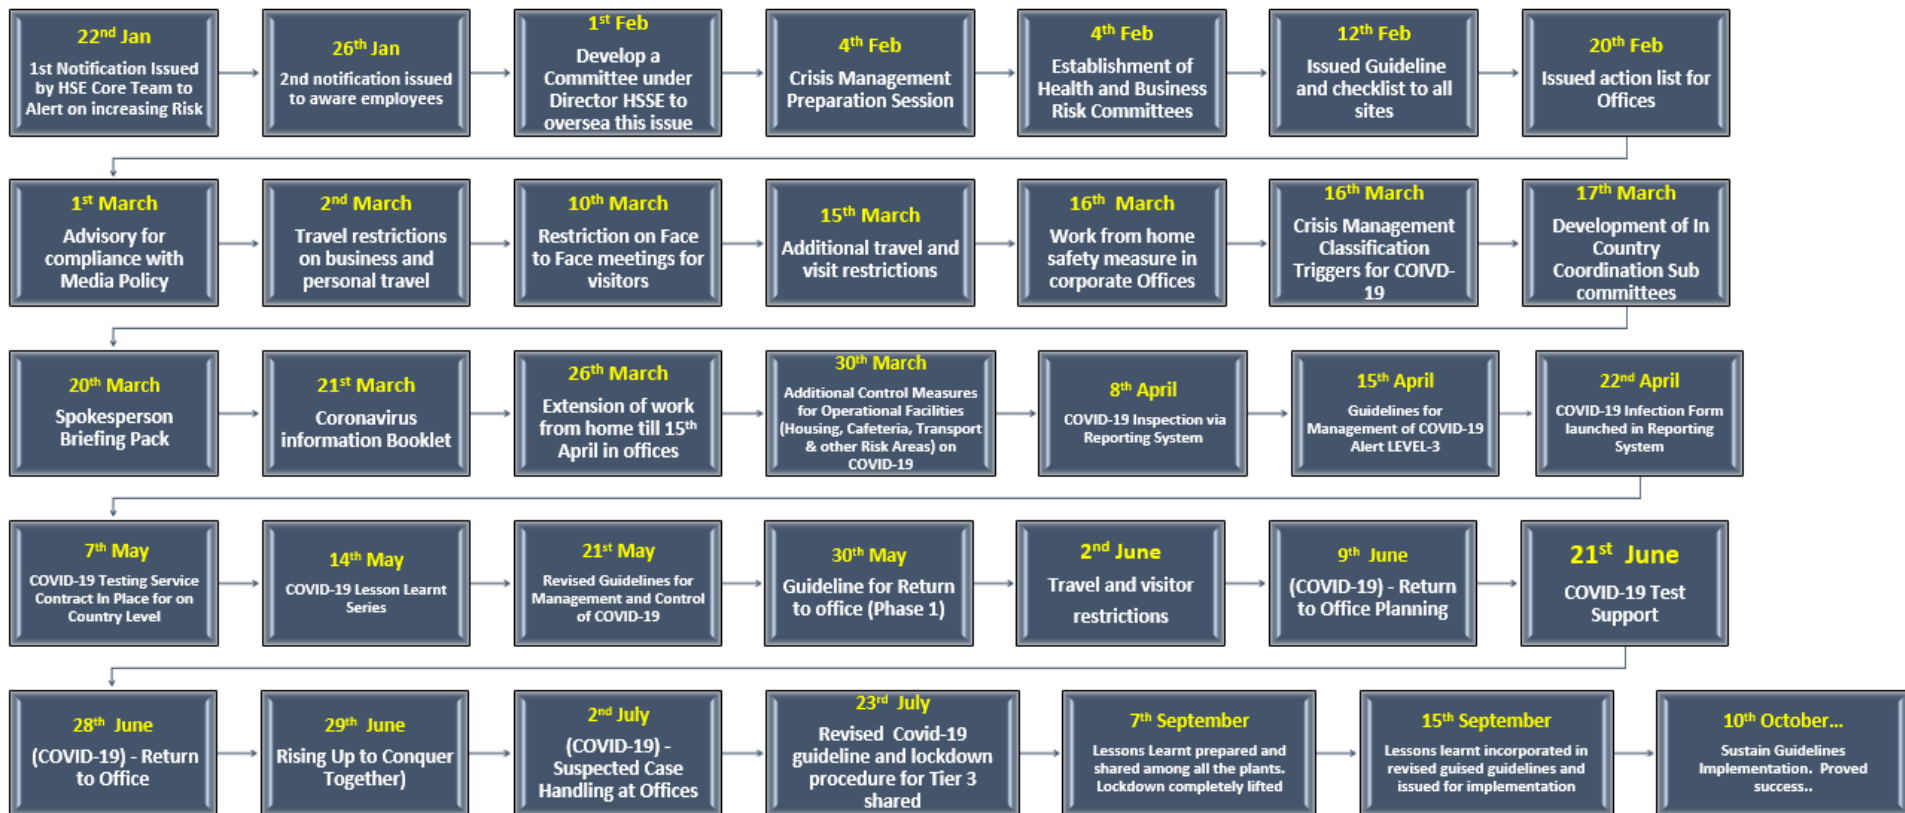 22nd Jan
1st Notification Issued
by HSE Core Team to
Alert on increasing Risk
26th Jan
2nd notification issued
to aware employees
1st Feb
Develop a
Committee under
Director HSSE to
oversea this issue
4th Feb
Crisis Management
Preparation Session
4th Feb
Establishment of
Health and Business
Risk Committees
12th Feb
Issued Guideline
and checklist to all
sites
20th Feb
Issued action list for
Offices
1st March
Advisory for
compliance with
Media Policy
2nd March
Travel restrictions
on business and
personal travel
10th March
Restriction on Face
to Face meetings for
visitors
15th March
Additional travel and
visit restrictions
16th March
Work from home
safety measure in
corporate Offices
16th March
Crisis Management
Classification
Triggers for COIVD-
19
17th March
Development of In
Country
Coordination Sub
committees
20th March
Spokesperson
Briefing Pack
21st March
Coronavirus
information Booklet
26th March
Extension of work
from home till 15th
April in offices
30th March
Additional Control Measures
for Operational Facilities
(Housing, Cafeteria, Transport
& other Risk Areas) on
COVID-19
8th April
COVID-19 Inspection via
Reporting System
15th April
Guidelines for
Management of COVID-19
Alert LEVEL-3
22nd April
COVID-19 Infection Form
launched in Reporting
System
7th May
COVID-19 Testing Service
Contract In Place for on
Country Level
14th May
COVID-19 Lesson Learnt
Series
21st May
Revised Guidelines for
Management and Control
of COVID-19
30th May
Guideline for Return
to office (Phase 1)
2nd June
Travel and visitor
restrictions
9th June
(COVID-19) - Return
to Office Planning
21st June
COVID-19 Test
Support
28th June
(COVID-19) - Return
to Office
29th June
Rising Up to Conquer
Together)
2nd July
(COVID-19) -
Suspected Case
Handling at Offices
23rd July
Revised Covid-19
guideline and lockdown
procedure for Tier 3
shared
7th September
Lessons Learnt prepared and
shared among all the plants.
Lockdown completely lifted
15th September
Lessons learnt incorporated in
revised guised guidelines and
issued for implementation
10th October...
Sustain Guidelines
Implementation. Proved
success..